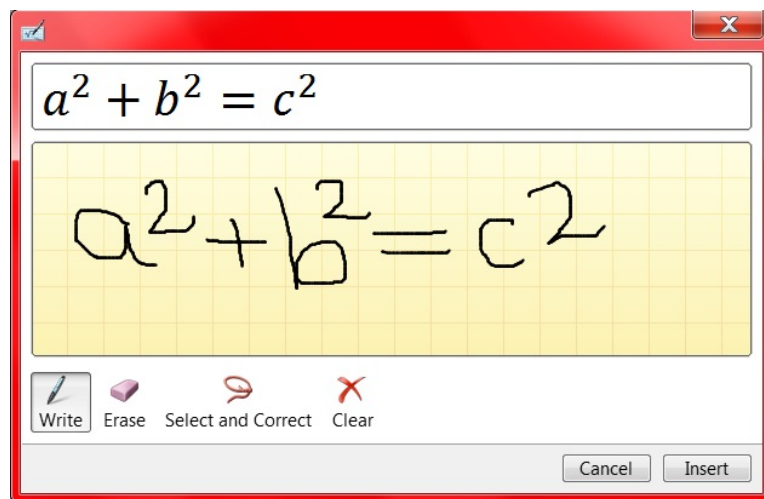 X
a² + b² = c²
a²+b²=c²
Write Erase Select and Correct Clear
Cancel Insert